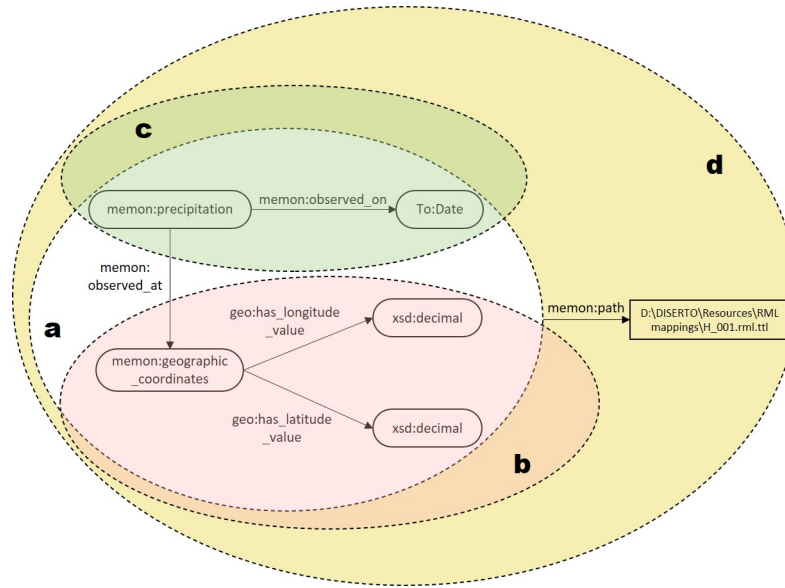 c
d
memon:observed_on
memon:precipitation
To:Date
memon:
observed_at
a
geo:has_longitude
_value
xsd:decimal
memon:path
D:\DISERTO\Resources\RML
mappings\H_001.rml.ttl
memon:geographic
_coordinates
geo:has_latitude
_value
xsd:decimal
b